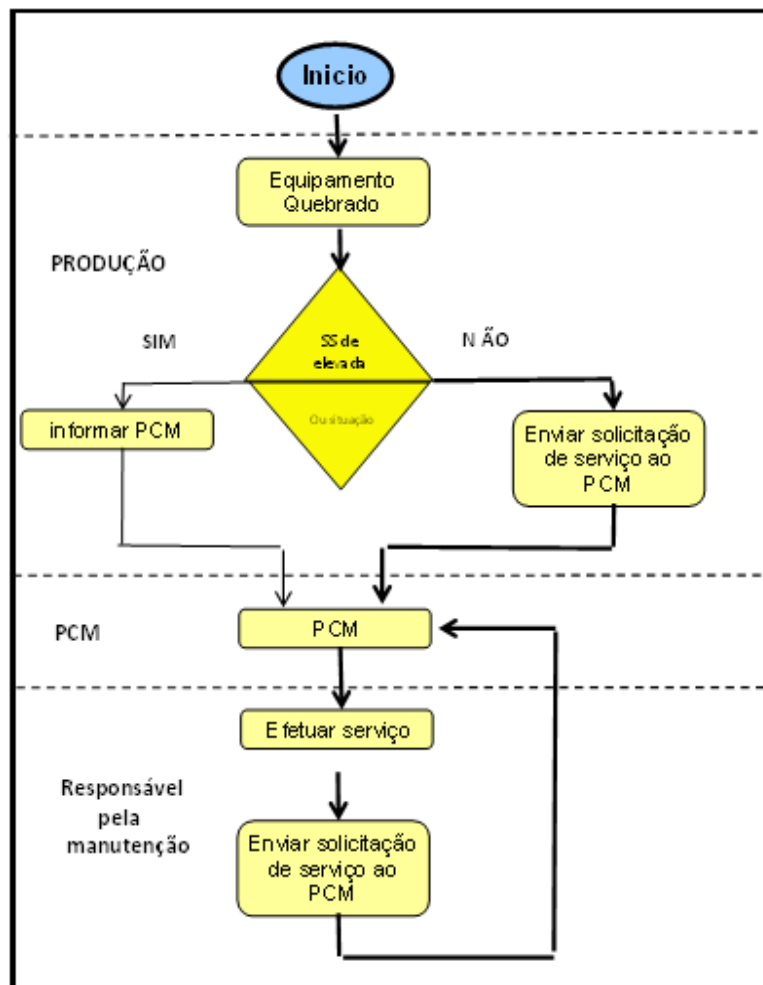 Inicio
Equipamento
Quebrado
PRODUÇÃO
SIM
SS de
elevada
N ÃO
Ou situação
informar PCM
Enviar solicitação
de serviço ao
PCM
PCM
PCM
E fetuar serviço
Responsável
pela
manutenção
Enviar solicitação
de serviço ao
PCM